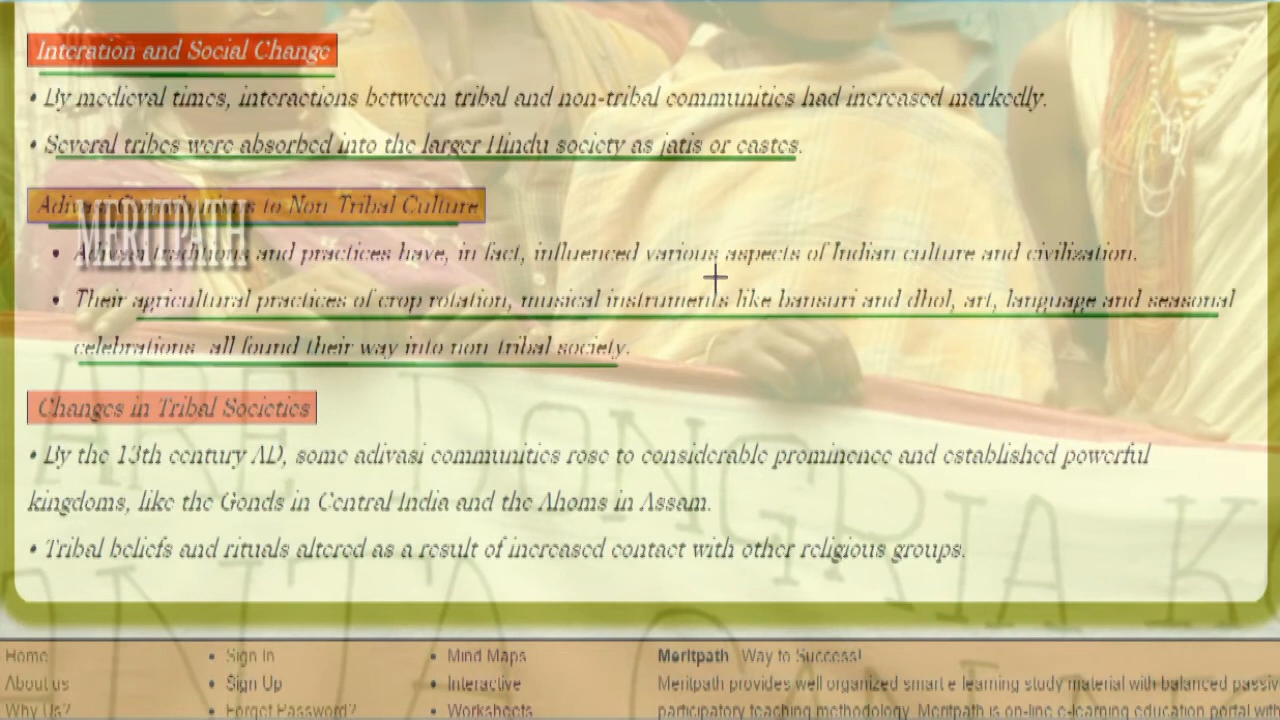 Interation and Social Change
• By medieval times, interactions between tribal and non-tribal communities had increased markedly.
• Several tribes were absorbed into the larger Hindu society as jatis or castes.
Adivasi Contributions to Non Tribal Culture
MERITPATH
• Adivasi traditions and practices have, in fact, influenced various aspects of Indian culture and civilization.
• Their agricultural practices of crop rotation, musical instruments like bansuri and dhol, art, language and seasonal
celebrations all found their way into non tribal society.
Changes in Tribal Societies
• By the 13th century AD, some adivasi communities rose to considerable prominence and established powerful
kingdoms, like the Gonds in Central India and the Ahoms in Assam.
• Tribal beliefs and rituals altered as a result of increased contact with other religious groups.
ARE DONGRIA K
Home • Sign In • Mind Maps Meritpath Way to Success!
About us • Sign Up • Interactive Meritpath provides well organized smart e learning study material with balanced passiv
Why Us? • Forgot Password? • Worksheets participatory teaching methodology. Meritpath is on-line e-learning education portal with